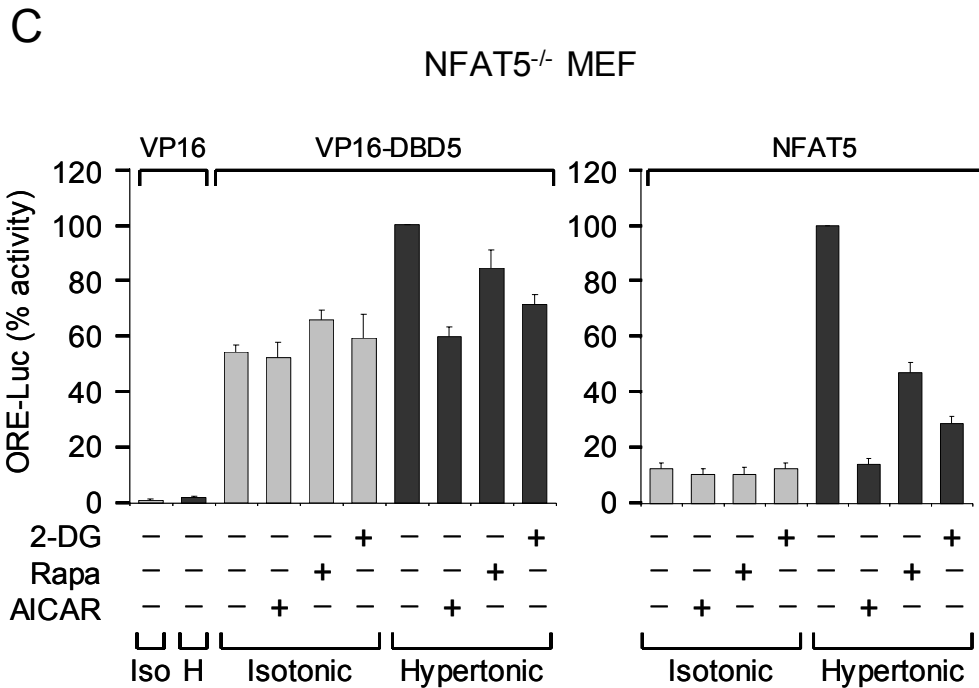 C
NFAT5-/- MEF
VP16 VP16-DBD5 NFAT5
ORE-Luc (% activity)
120 120
100 100
80 80
60 60
40 40
20 20
0 0
2-DG – – – – – + – – – + – – – + – – – +
Rapa – – – – + – – – + – – – + – – – + –
AICAR – – – + – – – + – – – + – – – + – –
Iso H Isotonic Hypertonic Isotonic Hypertonic